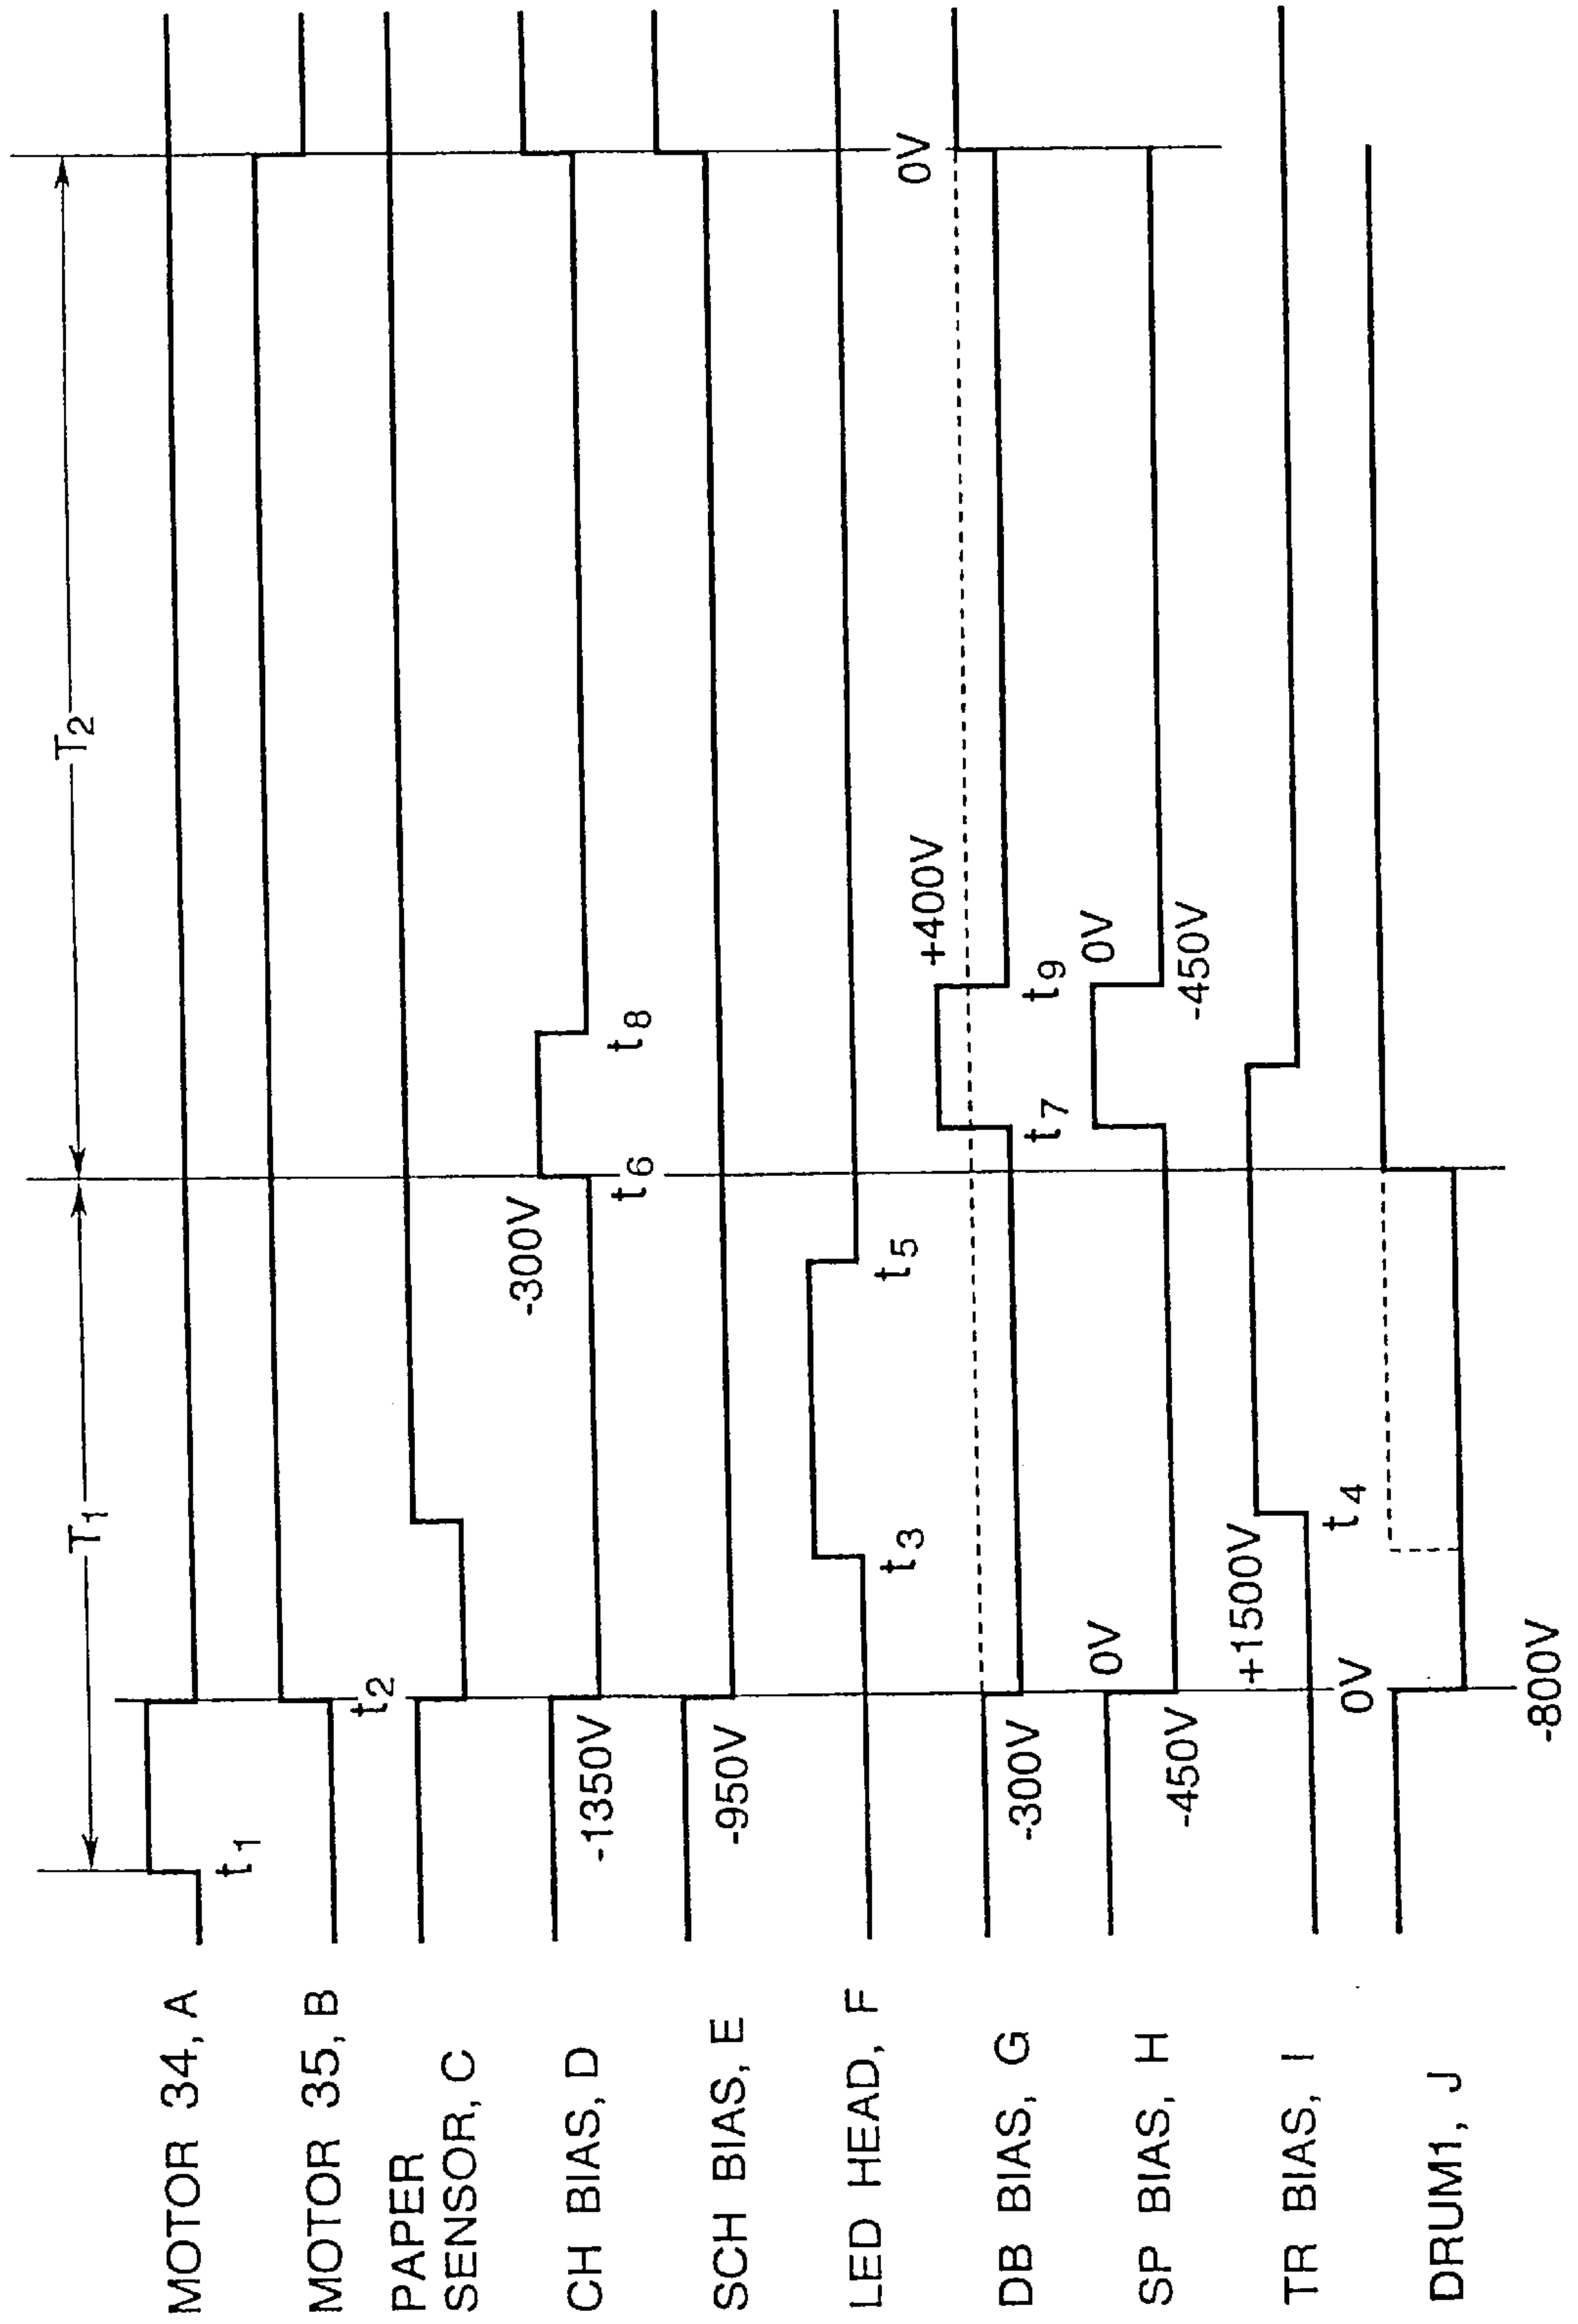 T1
T2
MOTOR 34, A
t1
MOTOR 35, B
t2
PAPER
SENSOR, C
CH BIAS, D
-1350V
-300V
t6
t8
SCH BIAS, E
-950V
LED HEAD, F
t3
t5
DB BIAS, G
-300V
t7
+400V
t9
0V
SP BIAS, H
-450V
0V
0V
-450V
TR BIAS, I
+1500V
t4
DRUM1, J
0V
-800V